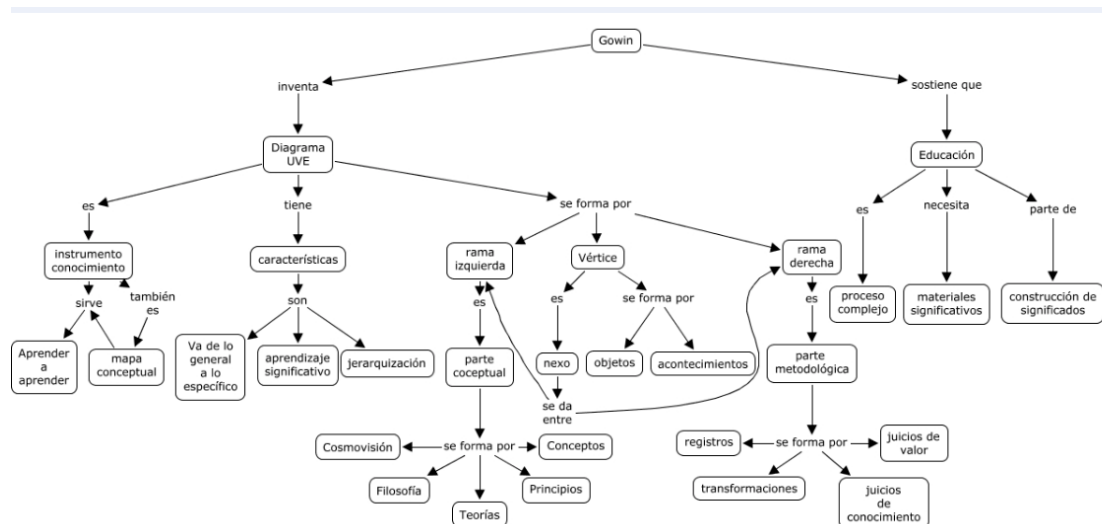 Gowin
inventa
sostiene que
Diagrama
UVE
Educación
es
tiene
se forma por
es
necesita
parte de
instrumento
conocimiento
características
rama
izquierda
Vértice
rama
derecha
proceso
complejo
materiales
significativos
construcción de
significados
sirve
también
es
son
es
es
se forma por
es
Aprender
a
aprender
mapa
conceptual
Va de lo
general
a lo
específico
aprendizaje
significativo
jerarquización
parte
coceptual
nexo
objetos
acontecimientos
parte
metodológica
se da
entre
Cosmovisión
se forma por
Conceptos
registros
se forma por
juicios de
valor
Filosofía
Teorías
Principios
transformaciones
juicios
de
conocimiento